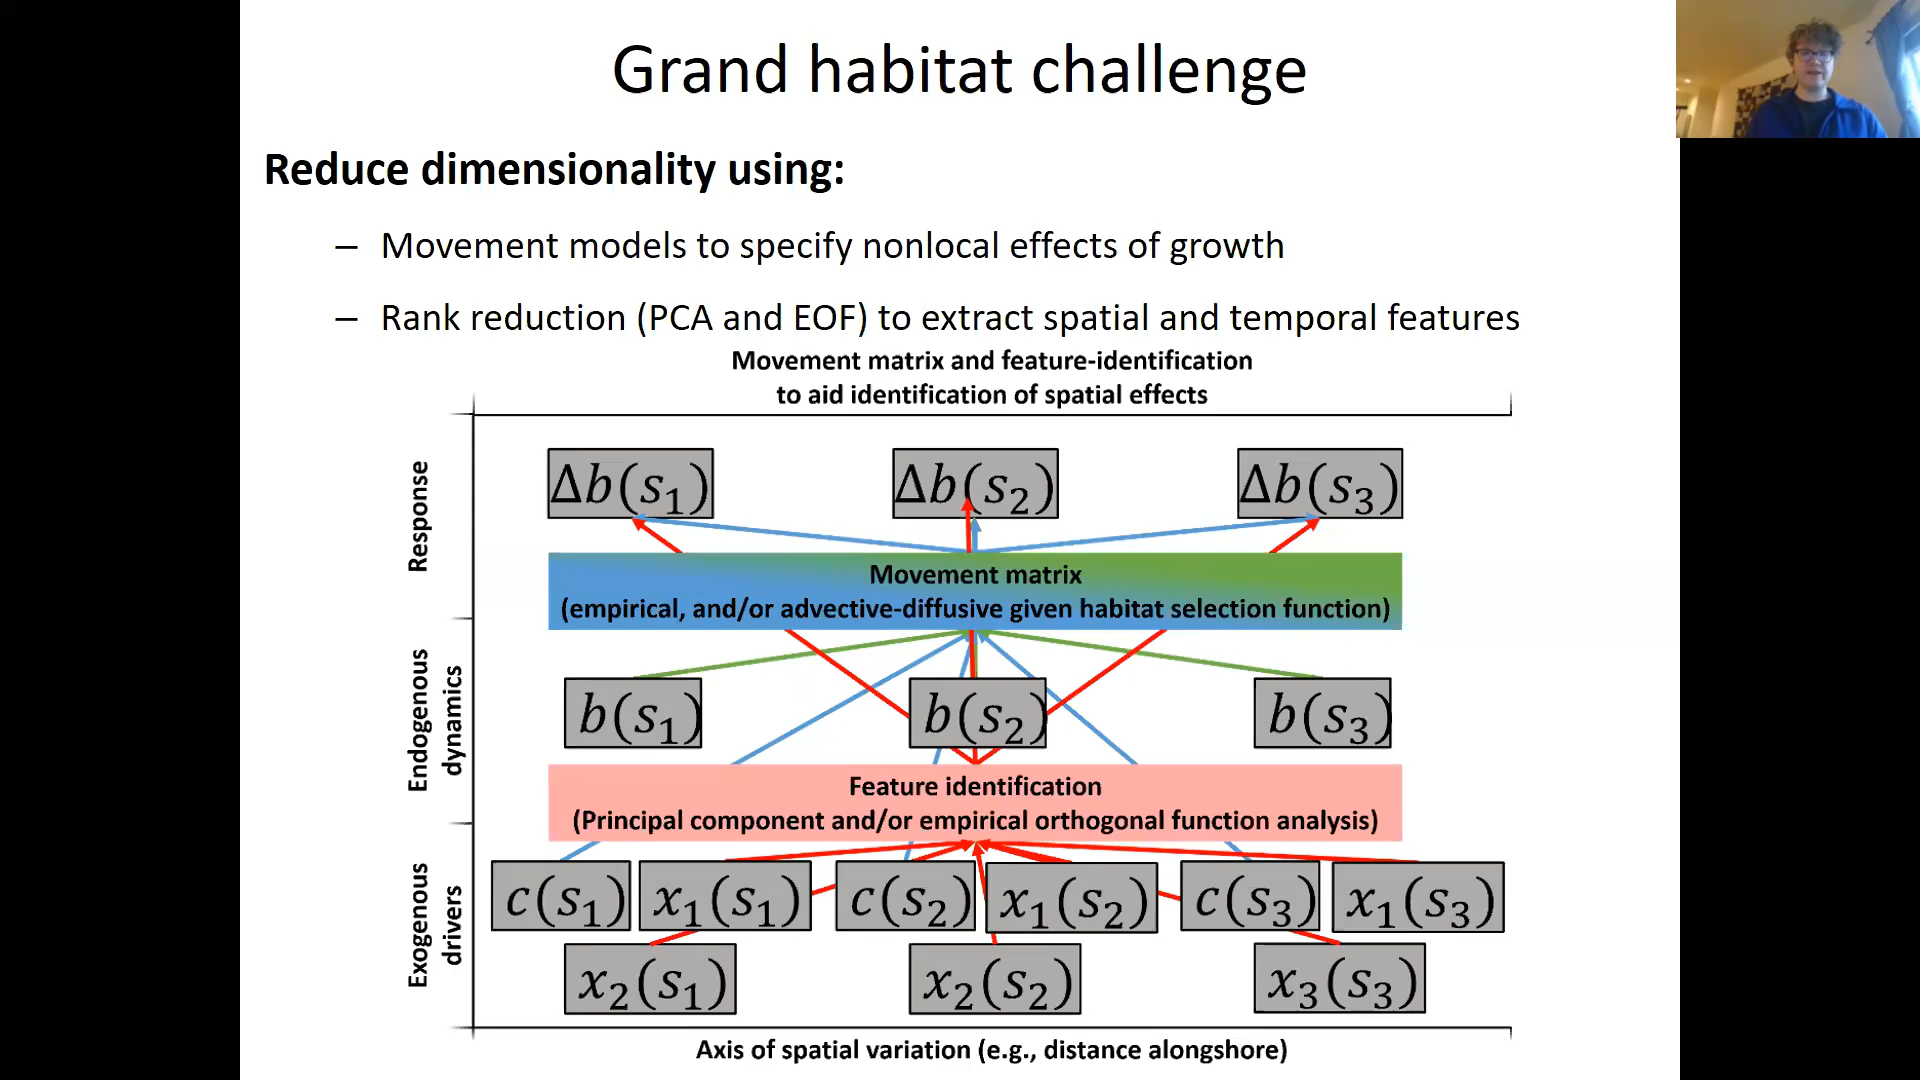 Grand habitat challenge
Reduce dimensionality using:
– Movement models to specify nonlocal effects of growth
– Rank reduction (PCA and EOF) to extract spatial and temporal features
Movement matrix and feature-identification
to aid identification of spatial effects
Response
Δb(s₁) Δb(s₂) Δb(s₃)
Movement matrix
(empirical, and/or advective-diffusive given habitat selection function)
Endogenous
dynamics
b(s₁) b(s₂) b(s₃)
Feature identification
(Principal component and/or empirical orthogonal function analysis)
Exogenous
drivers
c(s₁) x₁(s₁) c(s₂) x₁(s₂) c(s₃) x₁(s₃)
x₂(s₁) x₂(s₂) x₃(s₃)
Axis of spatial variation (e.g., distance alongshore)